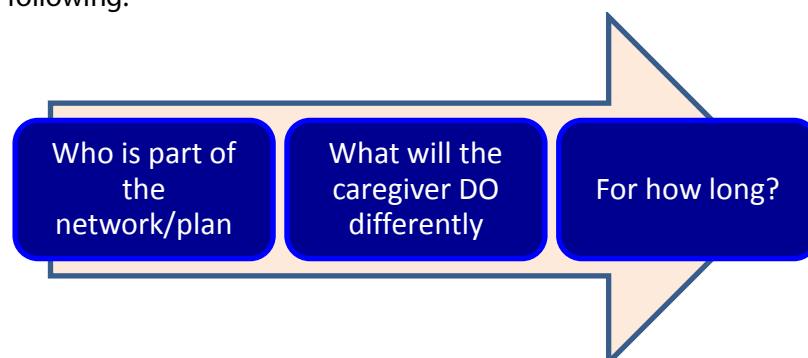 following:
Who is part of
the
network/plan
What will the
caregiver DO
differently
For how long?